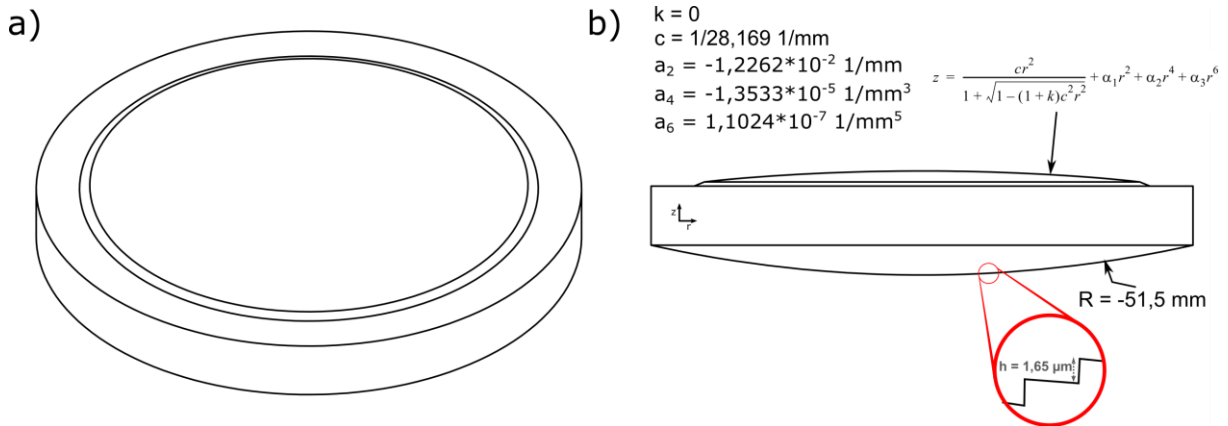 a)
b)
k = 0
c = 1/28,169 1/mm
a₂ = -1,2262*10⁻² 1/mm
a₄ = -1,3533*10⁻⁵ 1/mm³
a₆ = 1,1024*10⁻⁷ 1/mm⁵
z = cr² / (1 + √(1 − (1 + k)c²r²)) + α₁r² + α₂r⁴ + α₃r⁶
z
r
R = -51,5 mm
h = 1,65 µm